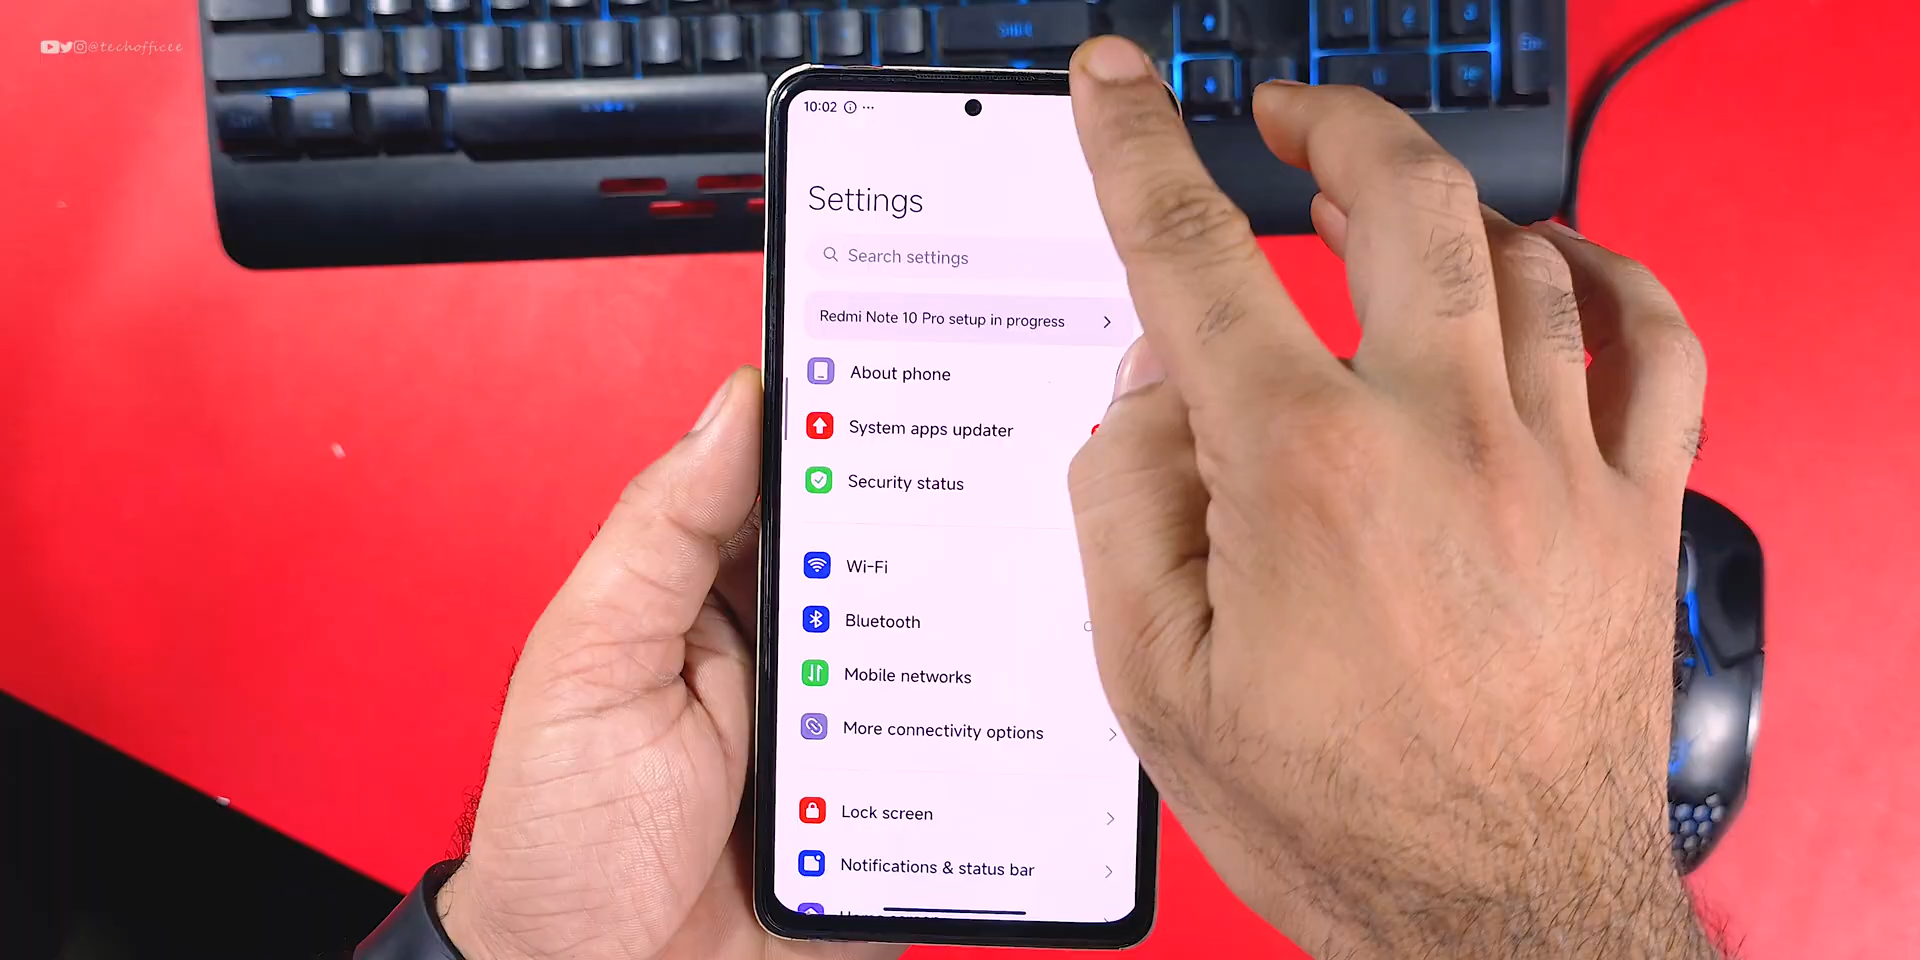 @techofficee
Shift
10:02
Settings
Search settings
Redmi Note 10 Pro setup in progress
About phone
System apps updater
Security status
Wi-Fi
Bluetooth
Mobile networks
More connectivity options
Lock screen
Notifications & status bar